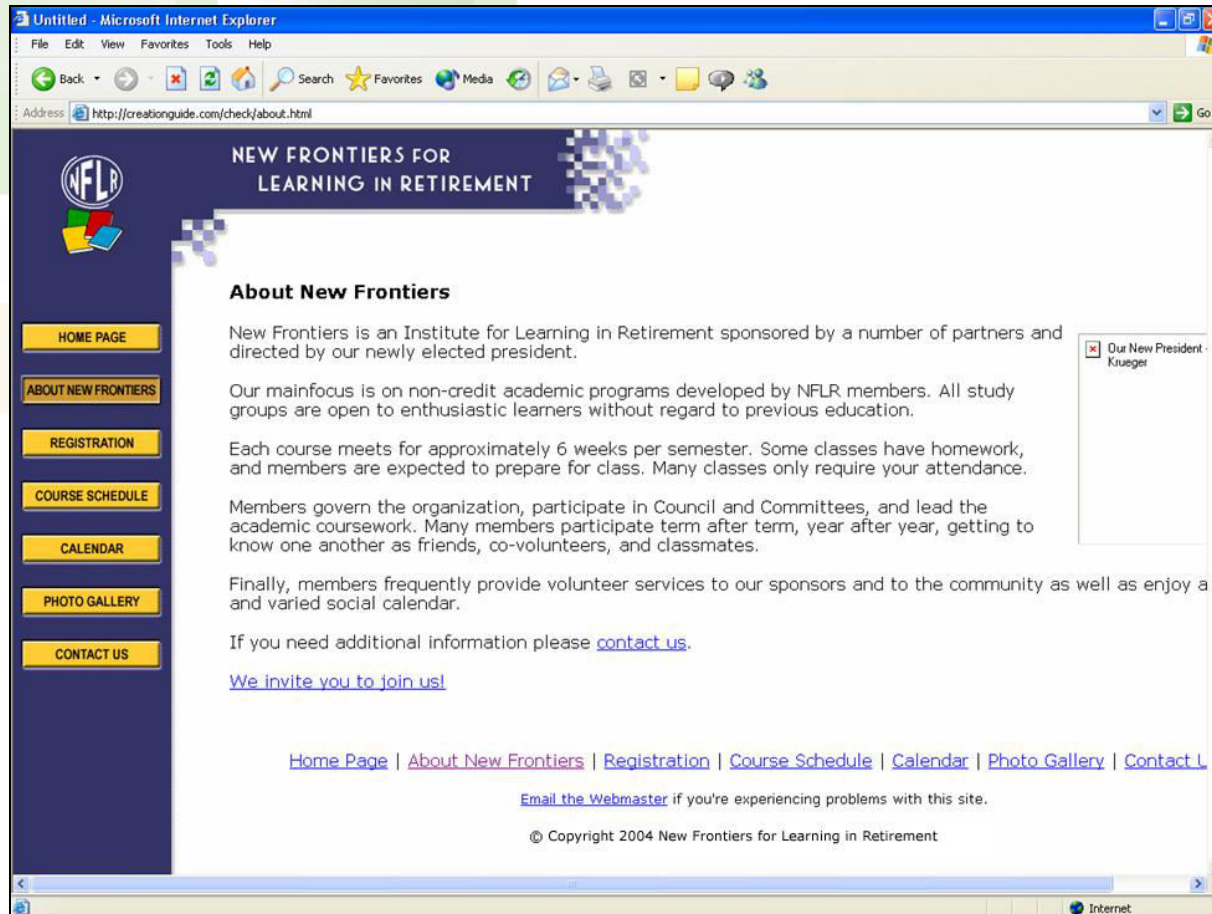 Untitled - Microsoft Internet Explorer
File Edit View Favorites Tools Help
Back Search Favorites Media
Address http://creationguide.com/check/about.html Go
NFLR
NEW FRONTIERS FOR
LEARNING IN RETIREMENT
HOME PAGE
ABOUT NEW FRONTIERS
REGISTRATION
COURSE SCHEDULE
CALENDAR
PHOTO GALLERY
CONTACT US
About New Frontiers
New Frontiers is an Institute for Learning in Retirement sponsored by a number of partners and
directed by our newly elected president.
Our New President -
Krueger
Our mainfocus is on non-credit academic programs developed by NFLR members. All study
groups are open to enthusiastic learners without regard to previous education.
Each course meets for approximately 6 weeks per semester. Some classes have homework,
and members are expected to prepare for class. Many classes only require your attendance.
Members govern the organization, participate in Council and Committees, and lead the
academic coursework. Many members participate term after term, year after year, getting to
know one another as friends, co-volunteers, and classmates.
Finally, members frequently provide volunteer services to our sponsors and to the community as well as enjoy a
and varied social calendar.
If you need additional information please contact us.
We invite you to join us!
Home Page | About New Frontiers | Registration | Course Schedule | Calendar | Photo Gallery | Contact U
Email the Webmaster if you're experiencing problems with this site.
© Copyright 2004 New Frontiers for Learning in Retirement
Internet